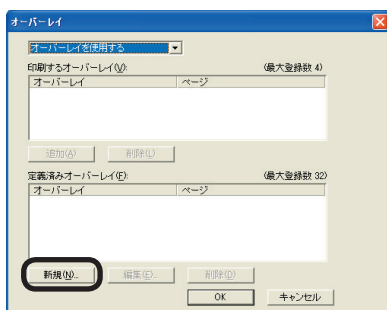 オーバーレイ
オーバーレイを使用する
印刷するオーバーレイ(V): (最大登録数 4)
オーバーレイ ページ
追加(A) 削除(L)
定義済みオーバーレイ(F): (最大登録数 32)
オーバーレイ ページ
新規(N)... 編集(E)... 削除(D)
OK キャンセル